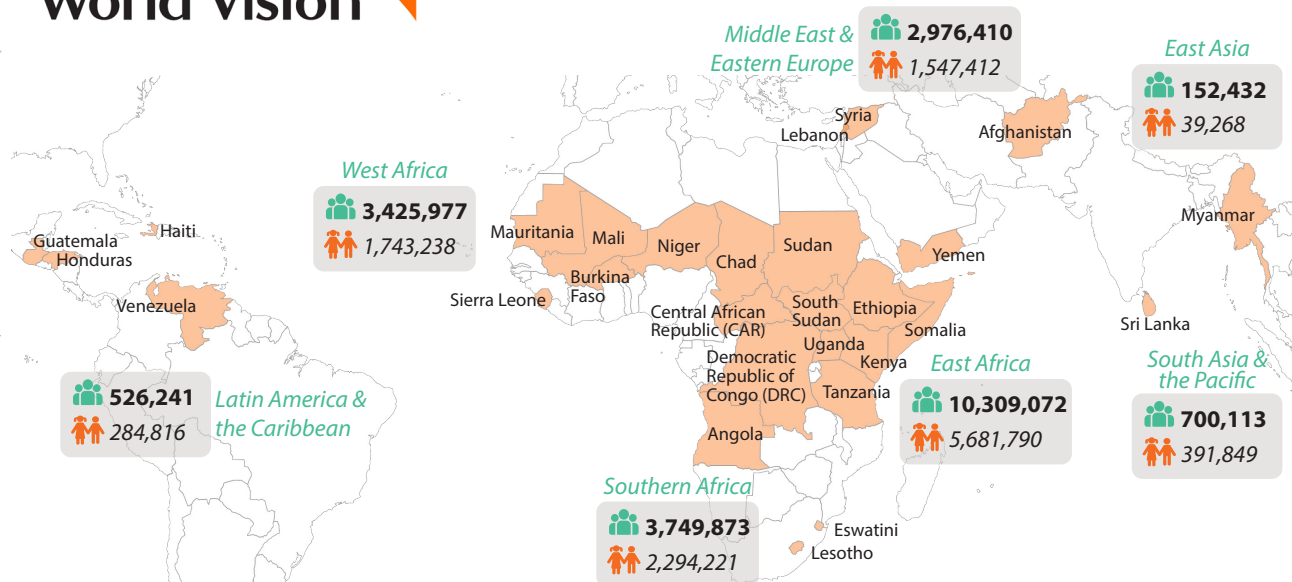 World Vision
Middle East &
Eastern Europe
2,976,410
1,547,412
East Asia
152,432
39,268
Syria
Lebanon
Afghanistan
West Africa
3,425,977
1,743,238
Haiti
Guatemala
Honduras
Venezuela
Mauritania
Mali
Niger
Chad
Sudan
Yemen
Myanmar
Burkina
Faso
Sierra Leone
Central African
Republic (CAR)
South
Sudan
Ethiopia
Somalia
Uganda
Kenya
Democratic
Republic of
Congo (DRC)
Tanzania
Angola
Sri Lanka
East Africa
10,309,072
5,681,790
South Asia &
the Pacific
700,113
391,849
526,241
284,816
Latin America &
the Caribbean
Southern Africa
3,749,873
2,294,221
Eswatini
Lesotho